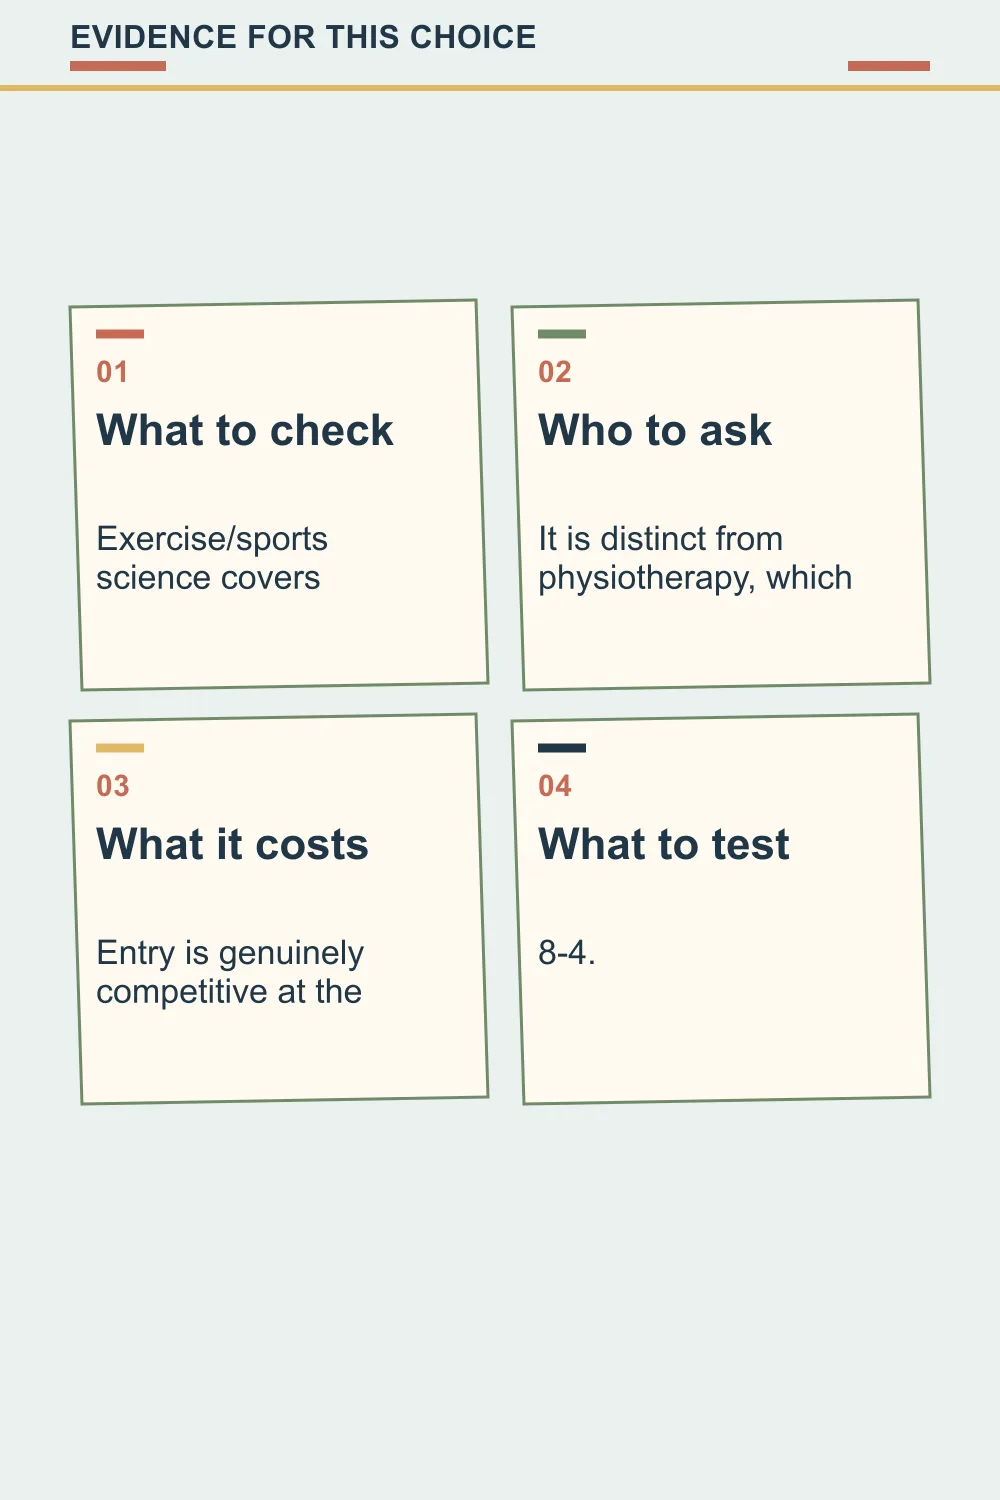 EVIDENCE FOR THIS CHOICE
01
What to check
Exercise/sports
science covers
02
Who to ask
It is distinct from
physiotherapy, which
03
What it costs
Entry is genuinely
competitive at the
04
What to test
8-4.